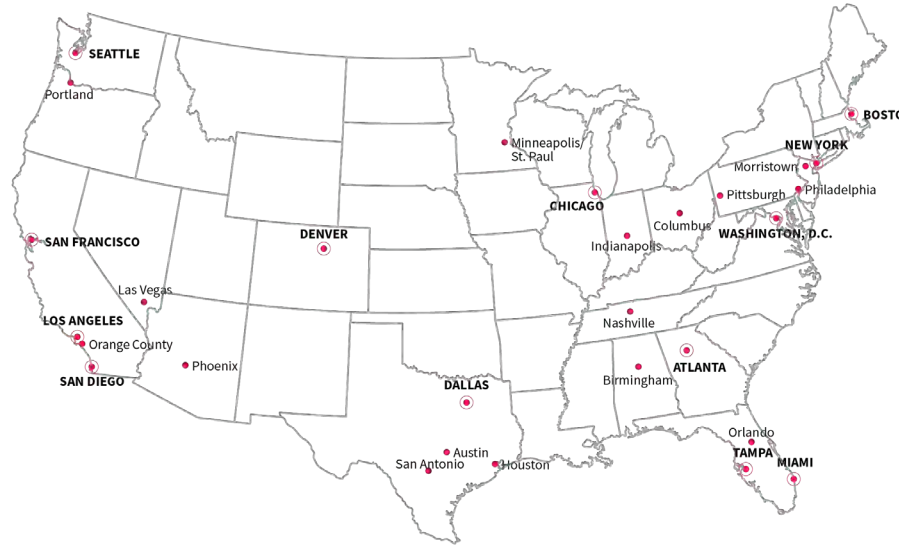 SEATTLE
Portland
Minneapolis/
St. Paul
BOSTO
NEW YORK
Morristown
Pittsburgh
Philadelphia
CHICAGO
Columbus
WASHINGTON, D.C.
Indianapolis
DENVER
SAN FRANCISCO
Las Vegas
LOS ANGELES
Orange County
Nashville
Phoenix
SAN DIEGO
ATLANTA
Birmingham
DALLAS
Orlando
Austin
TAMPA
San Antonio
Houston
MIAMI